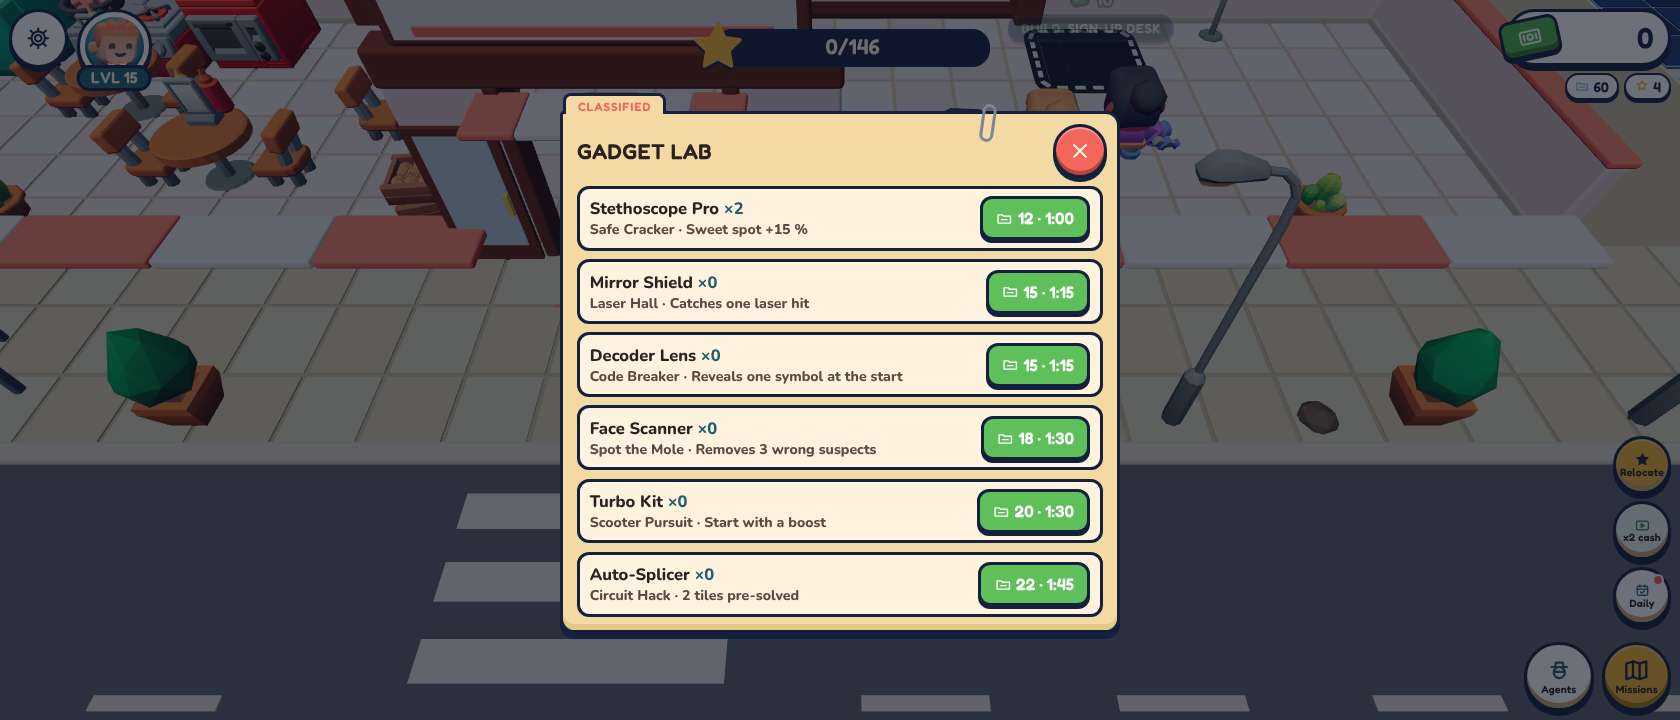 LVL 15
0/146
BUILD SIGN-UP DESK
0
60
4
CLASSIFIED
GADGET LAB
Stethoscope Pro ×2
Safe Cracker · Sweet spot +15 %
12 · 1:00
Mirror Shield ×0
Laser Hall · Catches one laser hit
15 · 1:15
Decoder Lens ×0
Code Breaker · Reveals one symbol at the start
15 · 1:15
Face Scanner ×0
Spot the Mole · Removes 3 wrong suspects
18 · 1:30
Turbo Kit ×0
Scooter Pursuit · Start with a boost
20 · 1:30
Auto-Splicer ×0
Circuit Hack · 2 tiles pre-solved
22 · 1:45
Relocate
x2 cash
Daily
Agents
Missions